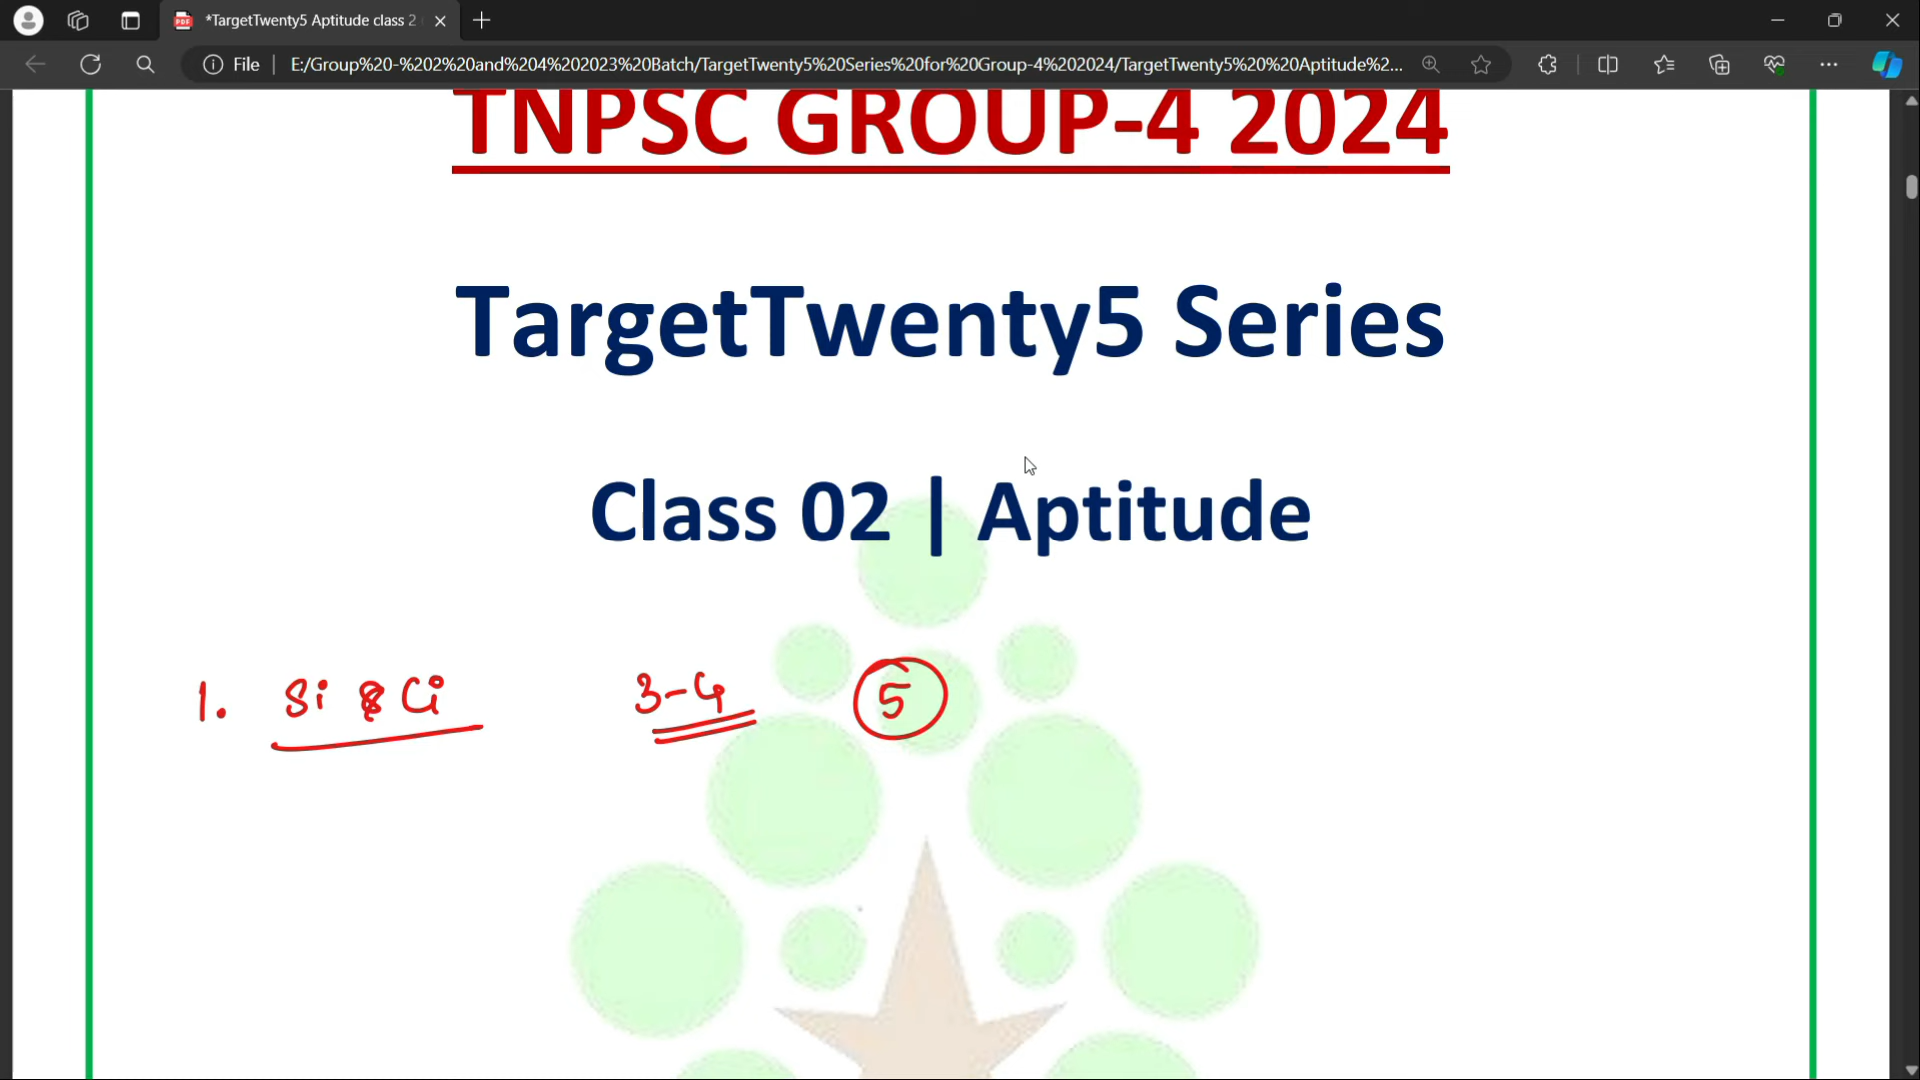 *TargetTwenty5 Aptitude class 2
File
E:/Group%20-%202%20and%204%202023%20Batch/TargetTwenty5%20Series%20for%20Group-4%202024/TargetTwenty5%20%20Aptitude%2...
TNPSC GROUP-4 2024
TargetTwenty5 Series
Class 02 | Aptitude
1. Si & Ci 3-4 5